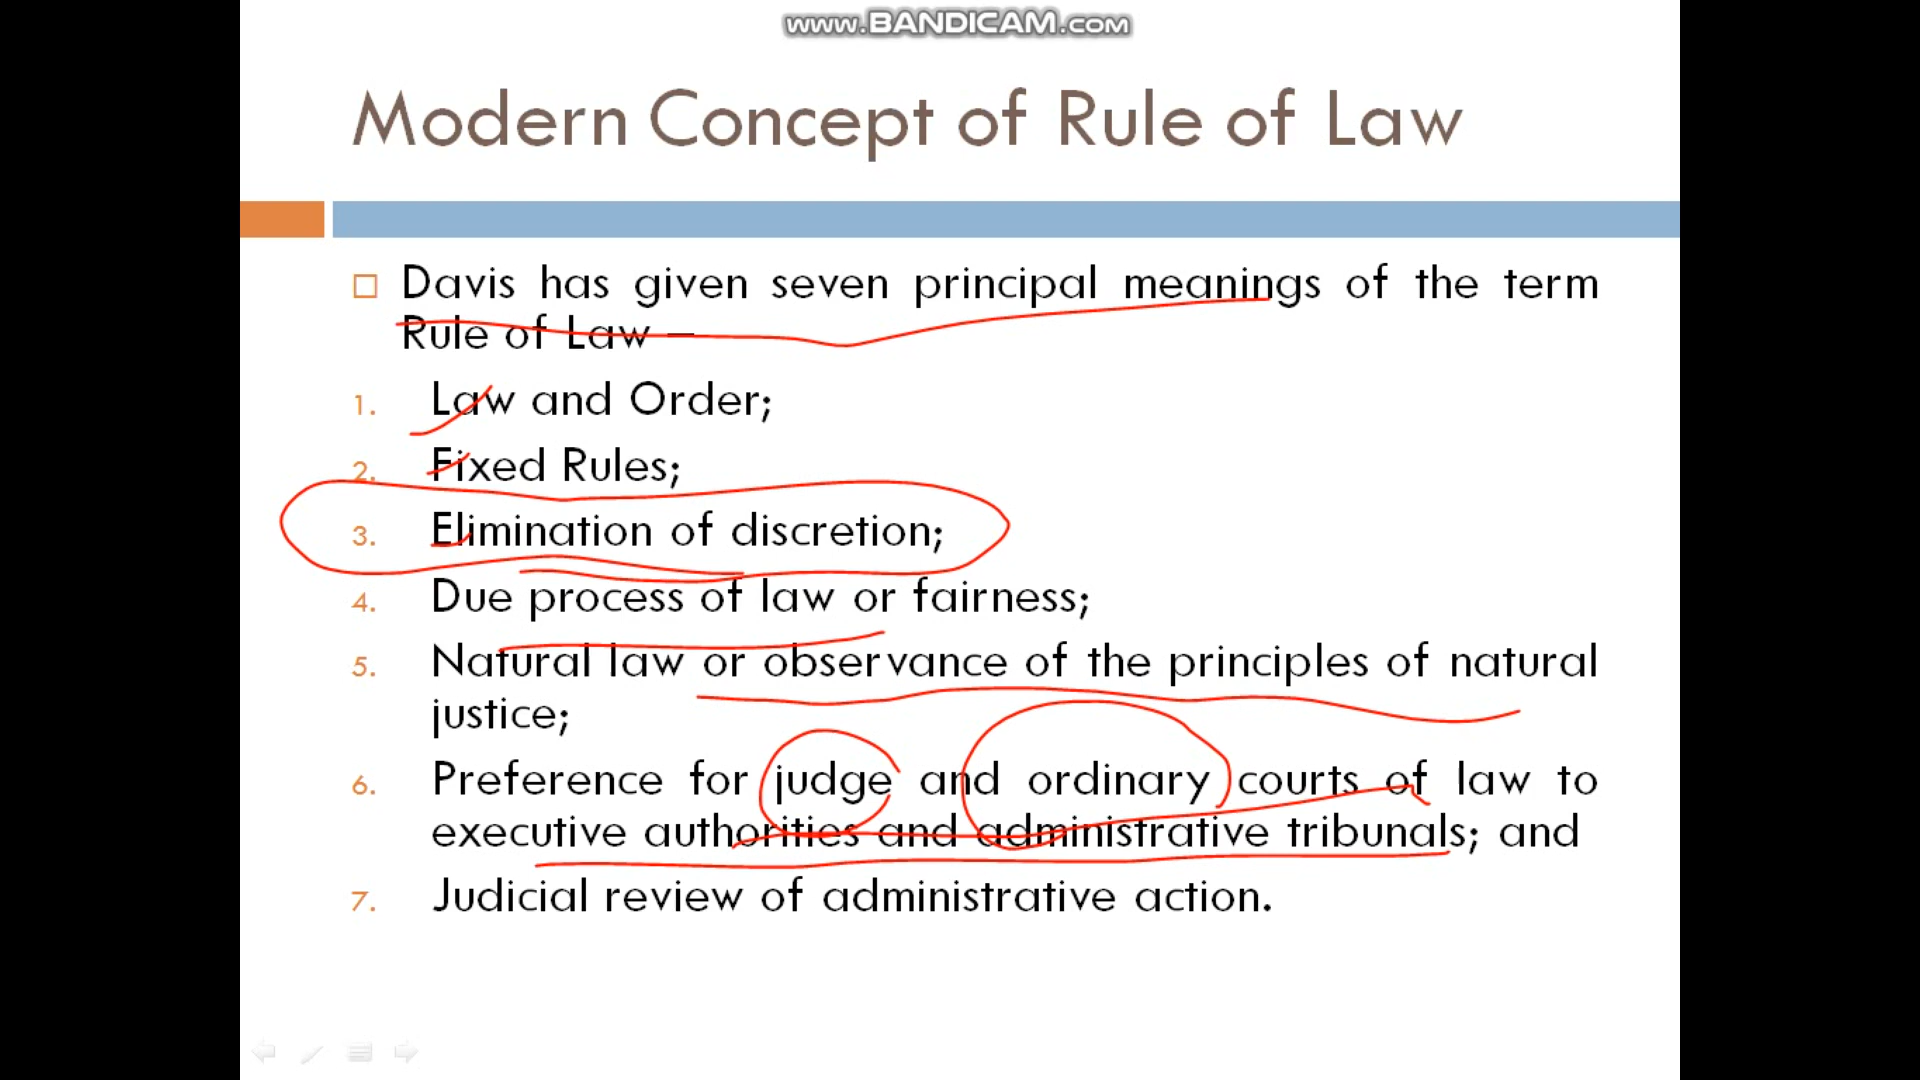 www.BANDICAM.com
Modern Concept of Rule of Law
Davis has given seven principal meanings of the term
Rule of Law –
1. Law and Order;
2. Fixed Rules;
3. Elimination of discretion;
4. Due process of law or fairness;
5. Natural law or observance of the principles of natural
justice;
6. Preference for judge and ordinary courts of law to
executive authorities and administrative tribunals; and
7. Judicial review of administrative action.